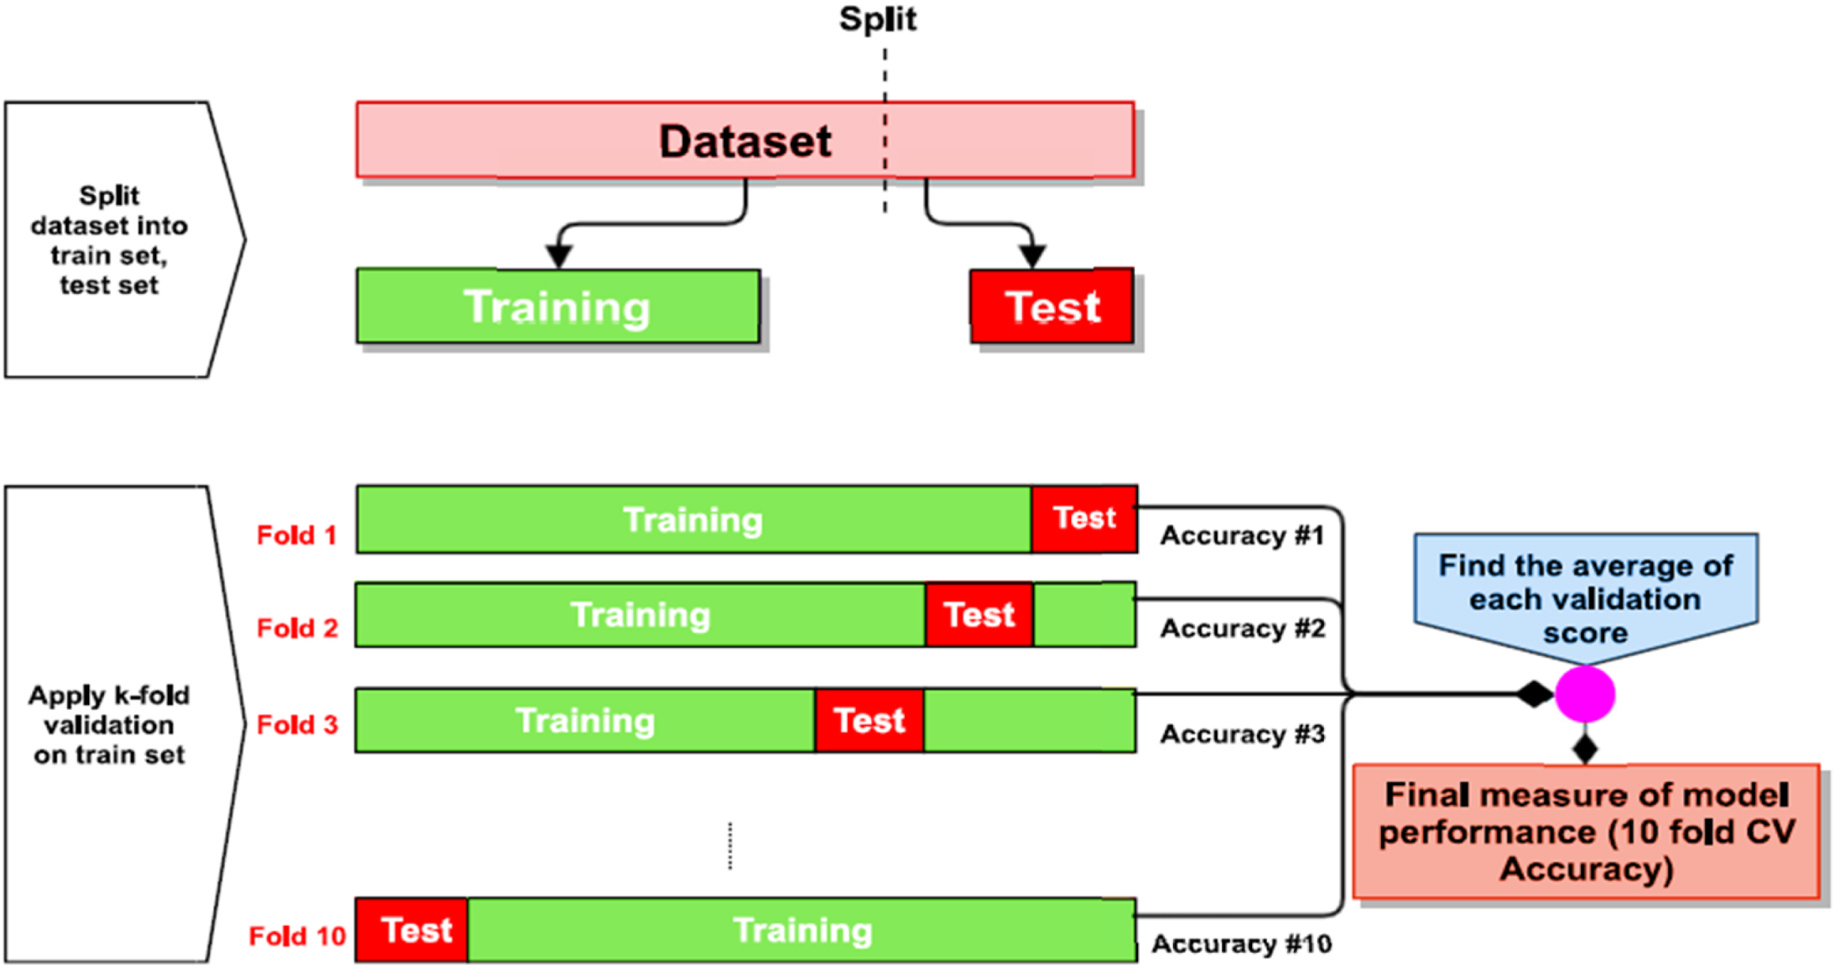 Split
Dataset
Split
dataset into
train set,
test set
Training
Test
Apply k-fold
validation
on train set
Fold 1
Training
Test
Accuracy #1
Fold 2
Training
Test
Accuracy #2
Fold 3
Training
Test
Accuracy #3
Fold 10
Test
Training
Accuracy #10
Find the average of
each validation
score
Final measure of model
performance (10 fold CV
Accuracy)